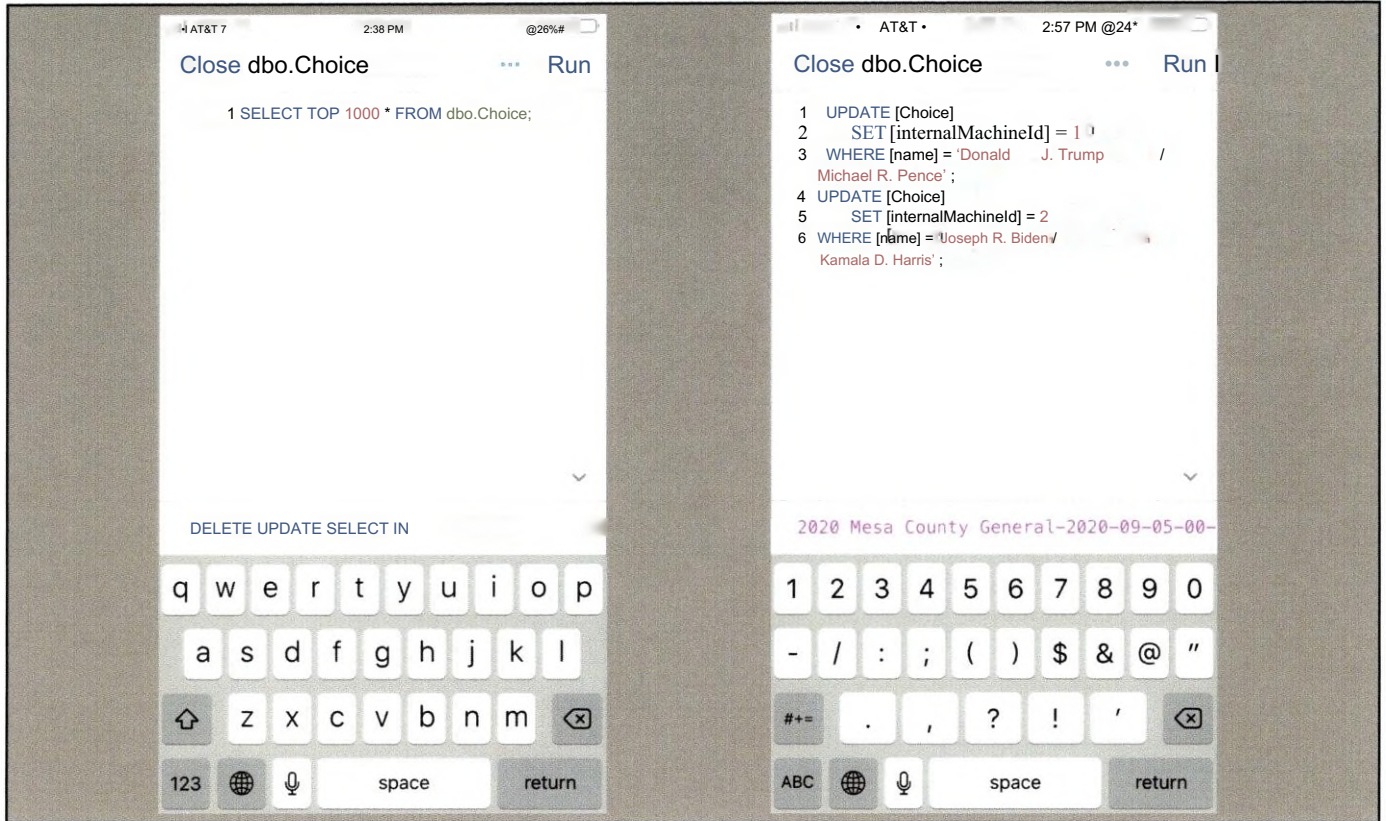 •I AT&T 7 2:38 PM @26%#
Close dbo.Choice ••• Run
1 SELECT TOP 1000 * FROM dbo.Choice;
DELETE UPDATE SELECT IN
q w e r t y u i o p
a s d f g h j k l
z x c v b n m
123 space return
• AT&T • 2:57 PM @24*
Close dbo.Choice ••• Run I
1 UPDATE [Choice]
2 SET [internalMachineId] = 1
3 WHERE [name] = ‘Donald J. Trump /
Michael R. Pence’ ;
4 UPDATE [Choice]
5 SET [internalMachineId] = 2
6 WHERE [name] = 'Joseph R. Biden /
Kamala D. Harris’ ;
2020 Mesa County General-2020-09-05-00-
1 2 3 4 5 6 7 8 9 0
- / : ; ( ) $ & @ "
#+= . , ? ! ’
ABC space return